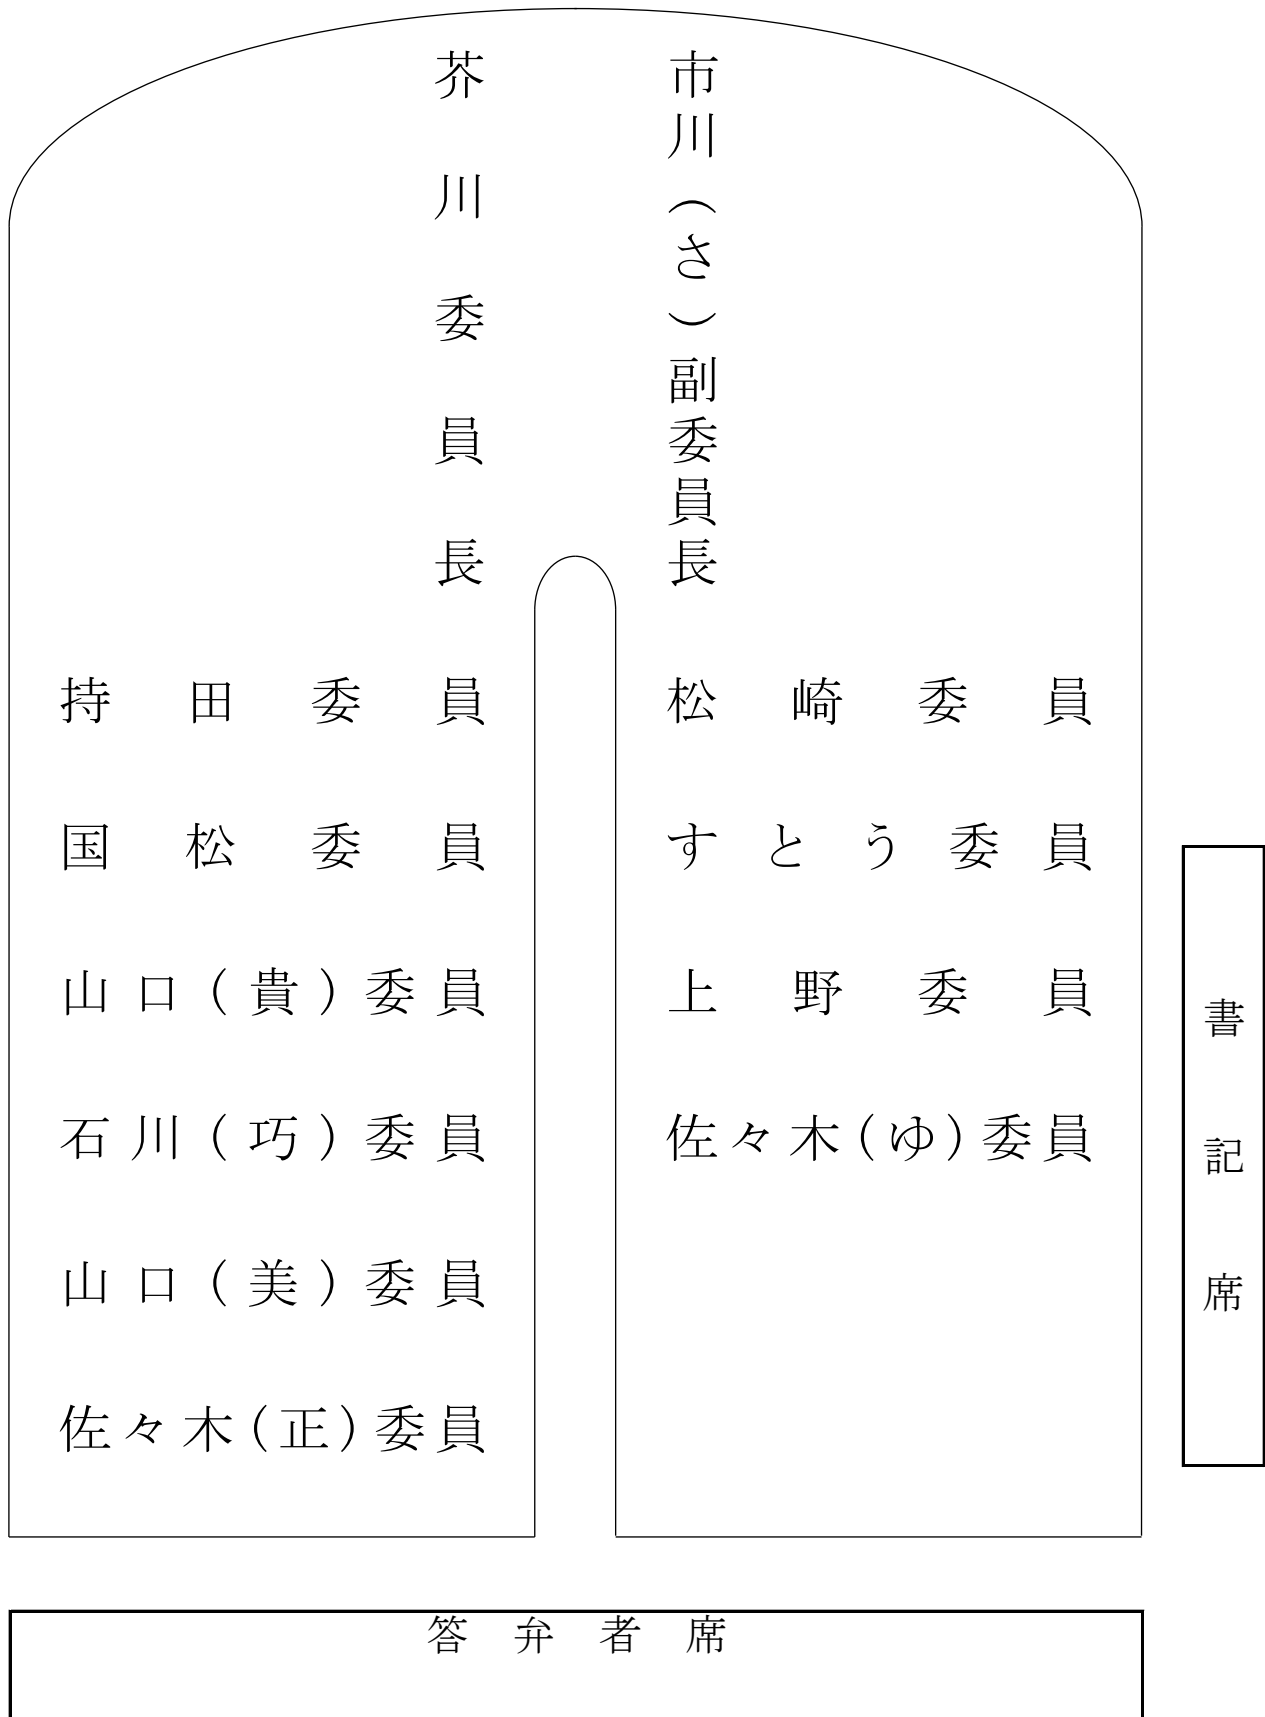 芥川委員長
市川（さ）副委員長
持田委員
国松委員
山口(貴)委員
石川(巧)委員
山口(美)委員
佐々木(正)委員
松崎委員
すとう委員
上野委員
佐々木(ゆ)委員
書記席
答弁者席